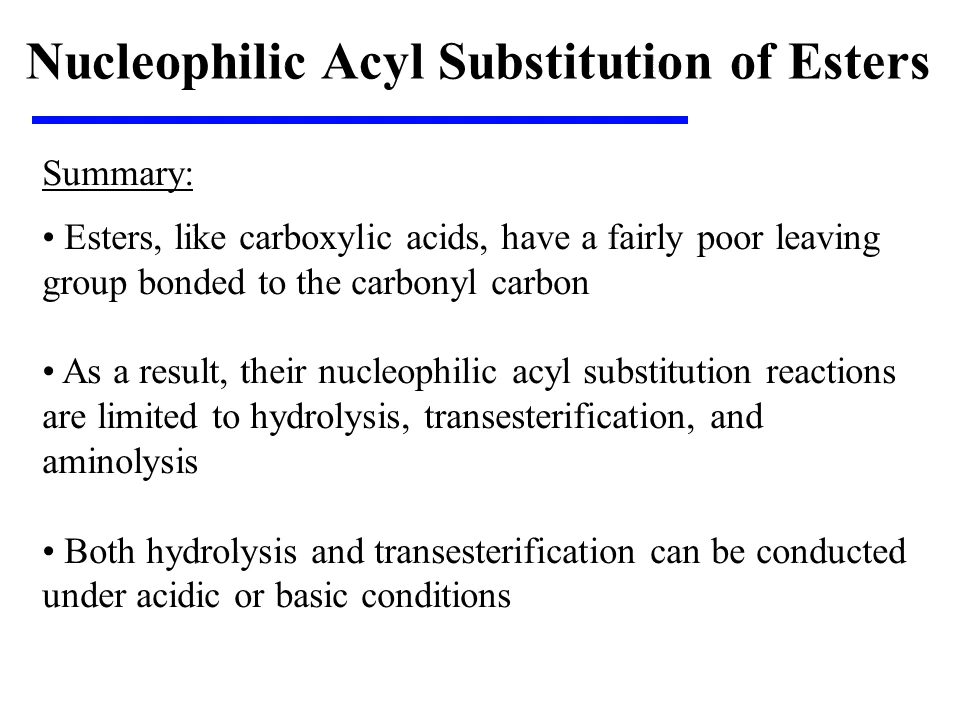 Nucleophilic Acyl Substitution of Esters
Summary:
• Esters, like carboxylic acids, have a fairly poor leaving
group bonded to the carbonyl carbon
• As a result, their nucleophilic acyl substitution reactions
are limited to hydrolysis, transesterification, and
aminolysis
• Both hydrolysis and transesterification can be conducted
under acidic or basic conditions